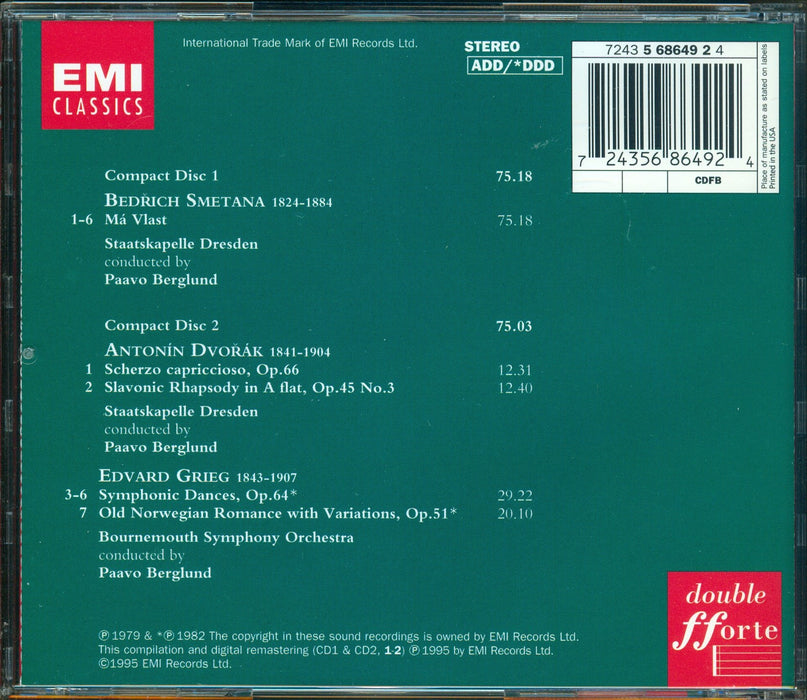 EMI
CLASSICS
International Trade Mark of EMI Records Ltd.
STEREO
ADD/*DDD
7243 5 68649 2 4
7 24356 86492 4
CDFB
Place of manufacture as stated on labels
Printed in the USA
Compact Disc 1 75.18
BEDŘICH SMETANA 1824-1884
1-6 Má Vlast 75.18
Staatskapelle Dresden
conducted by
Paavo Berglund
Compact Disc 2 75.03
ANTONÍN DVOŘÁK 1841-1904
1 Scherzo capriccioso, Op.66 12.31
2 Slavonic Rhapsody in A flat, Op.45 No.3 12.40
Staatskapelle Dresden
conducted by
Paavo Berglund
EDVARD GRIEG 1843-1907
3-6 Symphonic Dances, Op.64* 29.22
7 Old Norwegian Romance with Variations, Op.51* 20.10
Bournemouth Symphony Orchestra
conducted by
Paavo Berglund
℗ 1979 & *℗ 1982 The copyright in these sound recordings is owned by EMI Records Ltd.
This compilation and digital remastering (CD1 & CD2, 1-2) ℗ 1995 by EMI Records Ltd.
©1995 EMI Records Ltd.
double
fforte